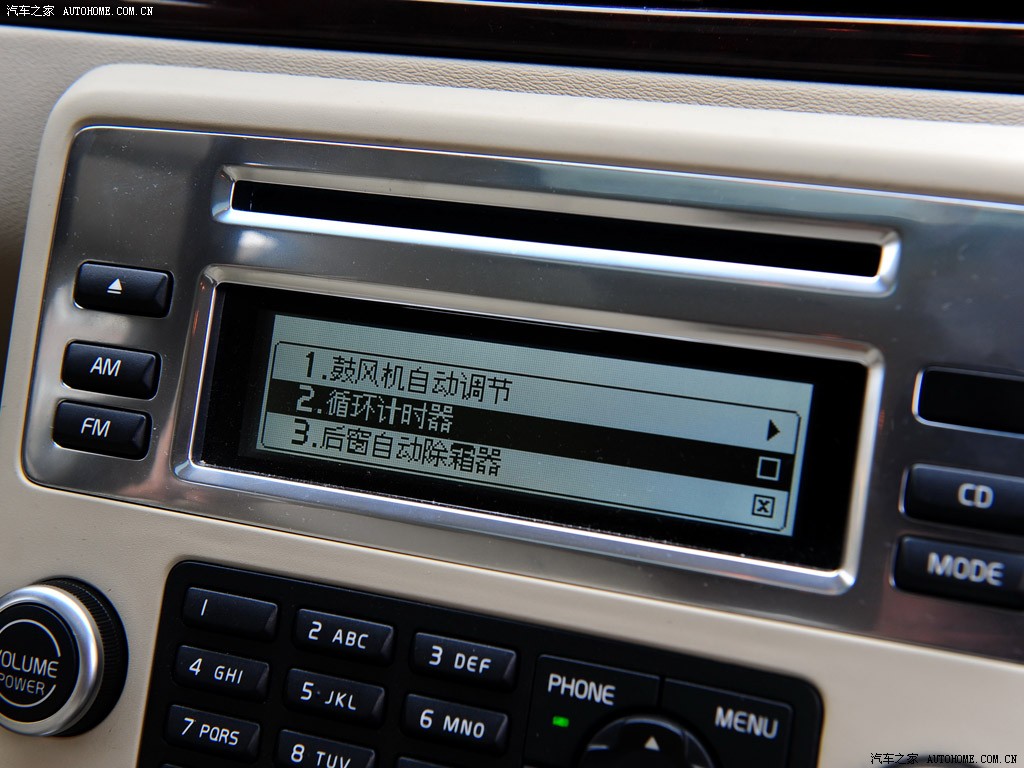 汽车之家 AUTOHOME.COM.CN
1.鼓风机自动调节
2.循环计时器
3.后窗自动除霜器
AM
FM
CD
MODE
VOLUME
POWER
1
2 ABC
3 DEF
4 GHI
5 JKL
6 MNO
7 PQRS
8 TUV
PHONE
MENU
汽车之家 AUTOHOME.COM.CN